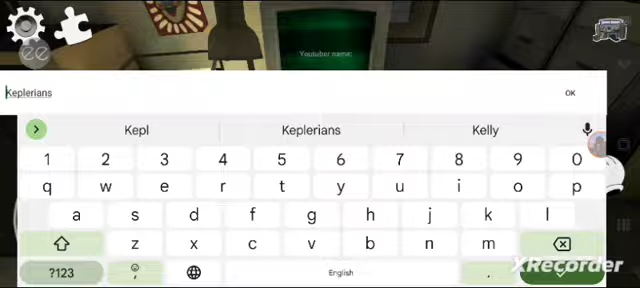 Youtuber name:
Keplerians
OK
Kepl Keplerians Kelly
1 2 3 4 5 6 7 8 9 0
q w e r t y u i o p
a s d f g h j k l
z x c v b n m
?123 , English .
XRecorder